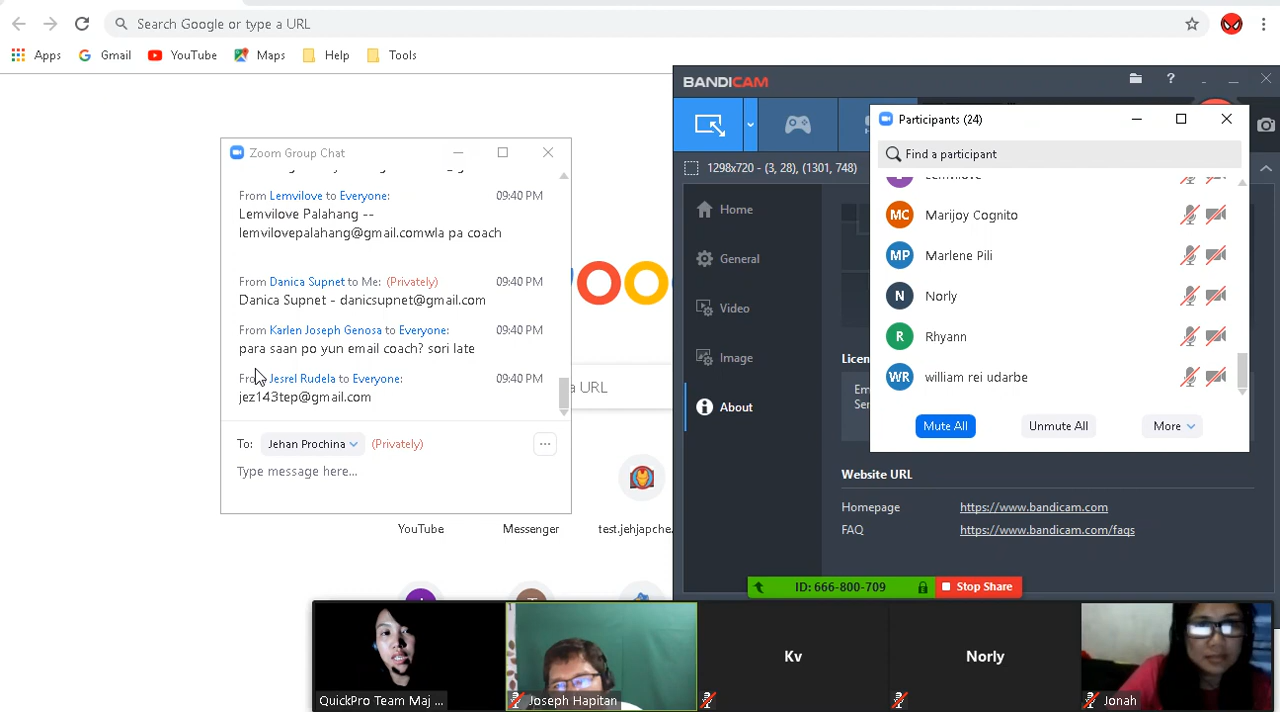 Search Google or type a URL
Apps
Gmail
YouTube
Maps
Help
Tools
BANDICAM
?
1298x720 - (3, 28), (1301, 748)
Home
General
Video
Image
About
Website URL
Homepage
https://www.bandicam.com
FAQ
https://www.bandicam.com/faqs
Participants (24)
Find a participant
Lemvilove
MC
Marijoy Cognito
MP
Marlene Pili
N
Norly
R
Rhyann
WR
william rei udarbe
Mute All
Unmute All
More
Zoom Group Chat
From Lemvilove to Everyone:
09:40 PM
Lemvilove Palahang --
lemvilovepalahang@gmail.comwla pa coach
From Danica Supnet to Me: (Privately)
09:40 PM
Danica Supnet - danicsupnet@gmail.com
From Karlen Joseph Genosa to Everyone:
09:40 PM
para saan po yun email coach? sori late
From Jesrel Rudela to Everyone:
09:40 PM
jez143tep@gmail.com
To:
Jehan Prochina
(Privately)
...
Type message here...
a URL
YouTube
Messenger
test.jehjapche...
ID: 666-800-709
Stop Share
QuickPro Team Maj ...
Joseph Hapitan
Kv
Norly
Jonah